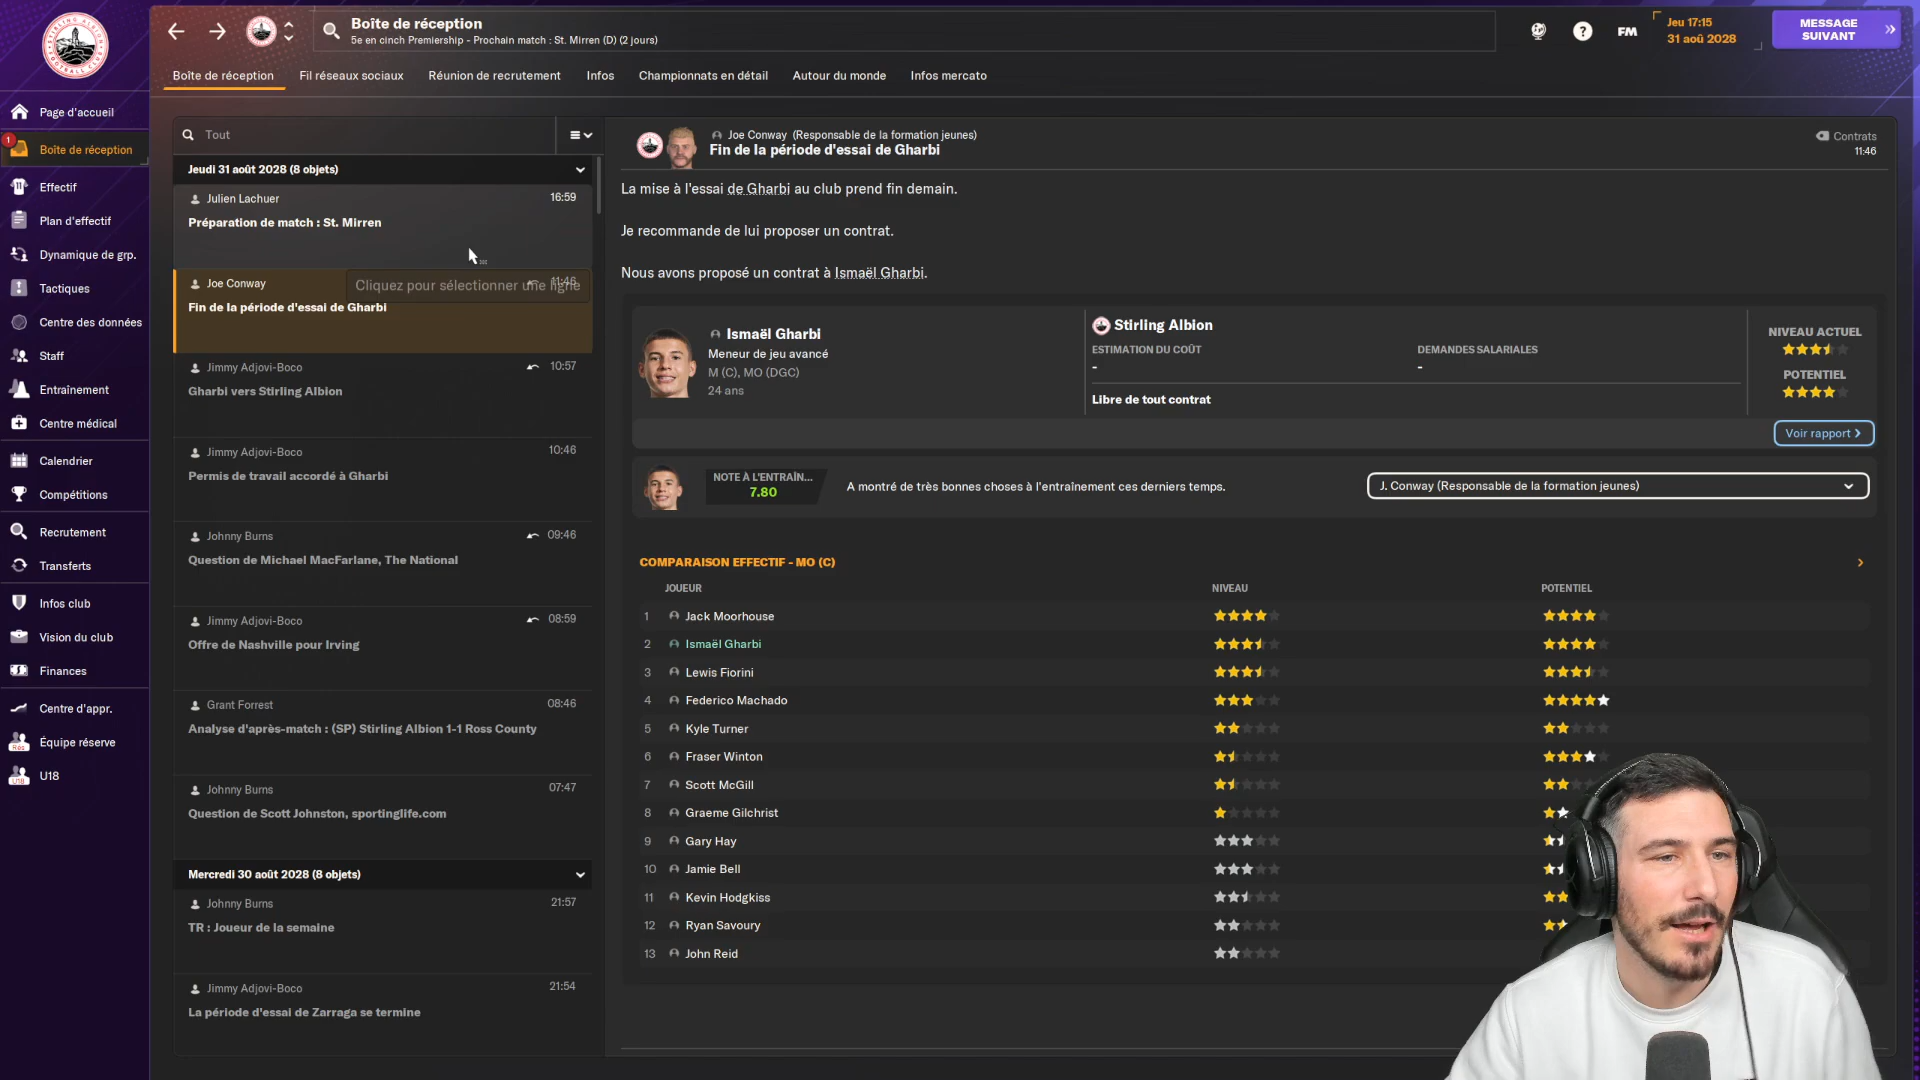 STIRLING ALBION
FOOTBALL CLUB
Boîte de réception
5e en cinch Premiership - Prochain match : St. Mirren (D) (2 jours)
FM
Jeu 17:15
31 aoû 2028
MESSAGE
SUIVANT
Boîte de réception
Fil réseaux sociaux
Réunion de recrutement
Infos
Championnats en détail
Autour du monde
Infos mercato
Page d'accueil
1
Boîte de réception
Effectif
Plan d'effectif
Dynamique de grp.
Tactiques
Centre des données
Staff
Entraînement
Centre médical
Calendrier
Compétitions
Recrutement
Transferts
Infos club
Vision du club
Finances
Centre d'appr.
Équipe réserve
U18
Tout
Jeudi 31 août 2028 (8 objets)
Julien Lachuer
16:59
Préparation de match : St. Mirren
Joe Conway
11:46
Cliquez pour sélectionner une ligne
Fin de la période d'essai de Gharbi
Jimmy Adjovi-Boco
10:57
Gharbi vers Stirling Albion
Jimmy Adjovi-Boco
10:46
Permis de travail accordé à Gharbi
Johnny Burns
09:46
Question de Michael MacFarlane, The National
Jimmy Adjovi-Boco
08:59
Offre de Nashville pour Irving
Grant Forrest
08:46
Analyse d'après-match : (SP) Stirling Albion 1-1 Ross County
Johnny Burns
07:47
Question de Scott Johnston, sportinglife.com
Mercredi 30 août 2028 (8 objets)
Johnny Burns
21:57
TR : Joueur de la semaine
Jimmy Adjovi-Boco
21:54
La période d'essai de Zarraga se termine
Joe Conway (Responsable de la formation jeunes)
Fin de la période d'essai de Gharbi
Contrats
11:46
La mise à l'essai de Gharbi au club prend fin demain.
Je recommande de lui proposer un contrat.
Nous avons proposé un contrat à Ismaël Gharbi.
Ismaël Gharbi
Meneur de jeu avancé
M (C), MO (DGC)
24 ans
Stirling Albion
ESTIMATION DU COÛT
-
DEMANDES SALARIALES
-
Libre de tout contrat
NIVEAU ACTUEL
POTENTIEL
Voir rapport
NOTE À L'ENTRAÎN...
7.80
A montré de très bonnes choses à l'entraînement ces derniers temps.
J. Conway (Responsable de la formation jeunes)
COMPARAISON EFFECTIF - MO (C)
JOUEUR
NIVEAU
POTENTIEL
1 Jack Moorhouse
2 Ismaël Gharbi
3 Lewis Fiorini
4 Federico Machado
5 Kyle Turner
6 Fraser Winton
7 Scott McGill
8 Graeme Gilchrist
9 Gary Hay
10 Jamie Bell
11 Kevin Hodgkiss
12 Ryan Savoury
13 John Reid